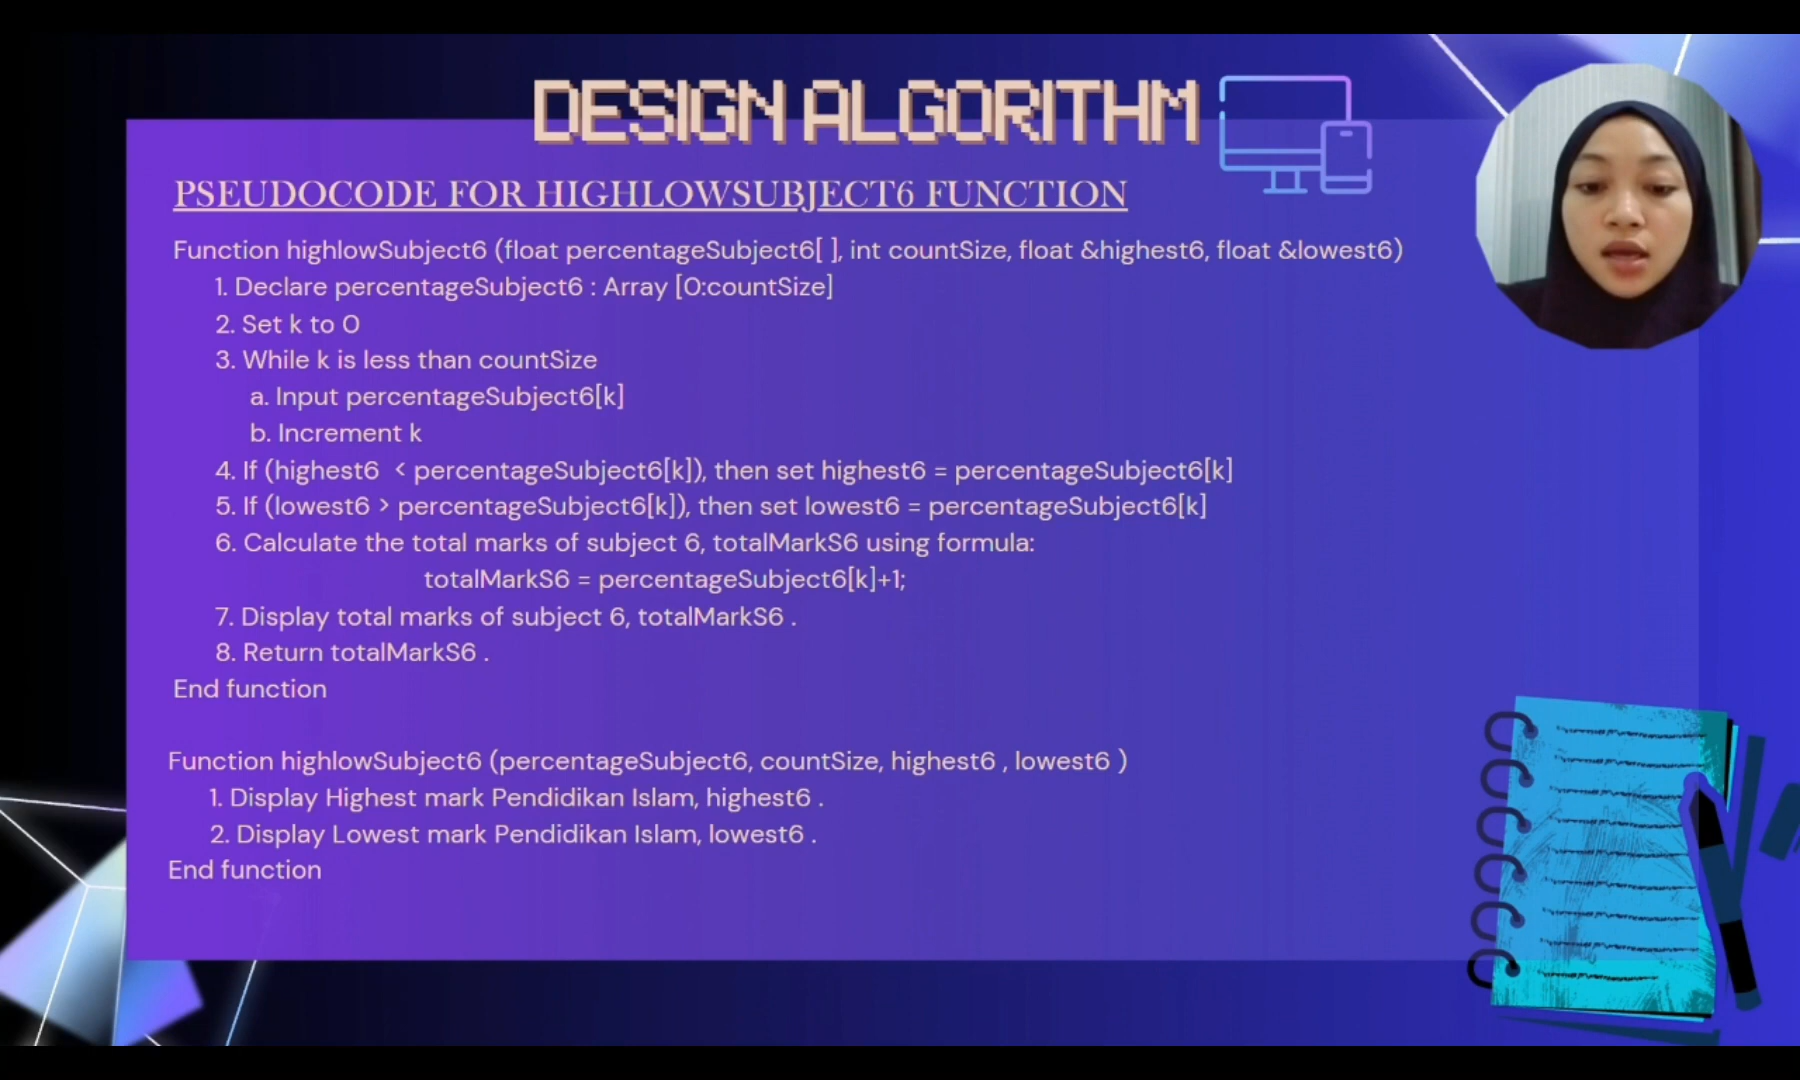 DESIGN ALGORITHM
PSEUDOCODE FOR HIGHLOWSUBJECT6 FUNCTION
Function highlowSubject6 (float percentageSubject6[ ], int countSize, float &highest6, float &lowest6)
1. Declare percentageSubject6 : Array [0:countSize]
2. Set k to 0
3. While k is less than countSize
a. Input percentageSubject6[k]
b. Increment k
4. If (highest6 < percentageSubject6[k]), then set highest6 = percentageSubject6[k]
5. If (lowest6 > percentageSubject6[k]), then set lowest6 = percentageSubject6[k]
6. Calculate the total marks of subject 6, totalMarkS6 using formula:
totalMarkS6 = percentageSubject6[k]+1;
7. Display total marks of subject 6, totalMarkS6 .
8. Return totalMarkS6 .
End function
Function highlowSubject6 (percentageSubject6, countSize, highest6 , lowest6 )
1. Display Highest mark Pendidikan Islam, highest6 .
2. Display Lowest mark Pendidikan Islam, lowest6 .
End function